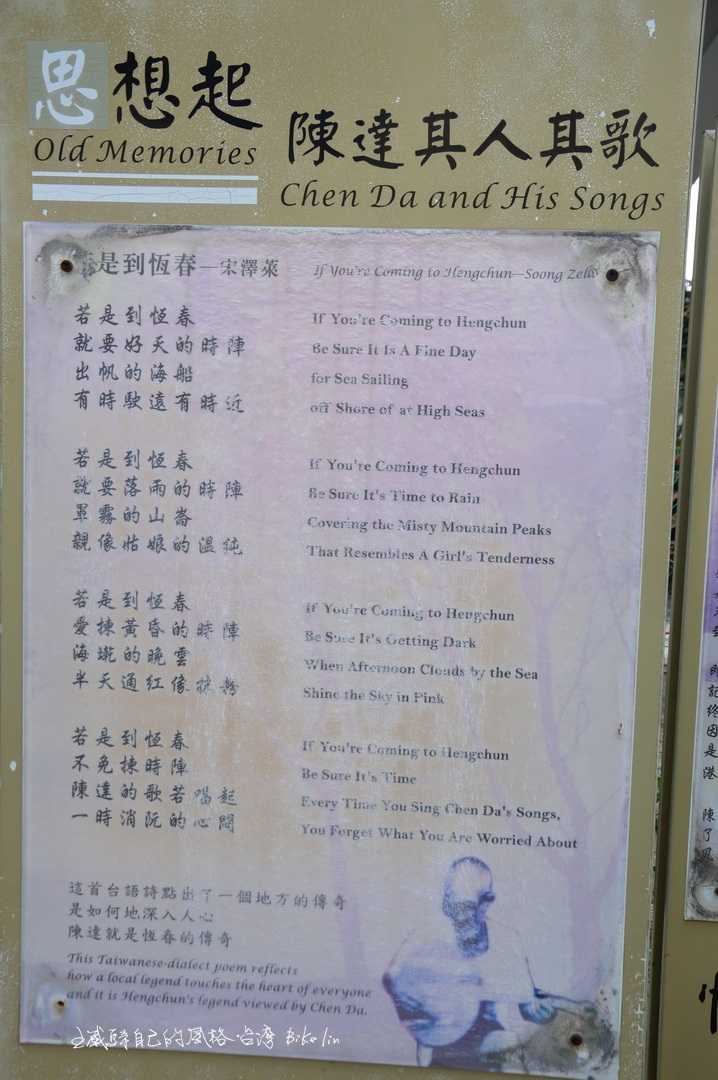 思想起
Old Memories
陳達其人其歌
Chen Da and His Songs
是到恆春—宋澤萊
If You're Coming to Hengchun—Soong Zelai
若是到恆春
If You're Coming to Hengchun
就要好天的時陣
Be Sure It Is A Fine Day
出帆的海船
for Sea Sailing
有時駛遠有時近
off Shore of at High Seas
若是到恆春
If You're Coming to Hengchun
就要落雨的時陣
Be Sure It's Time to Rain
罩霧的山崙
Covering the Misty Mountain Peaks
親像姑娘的溫純
That Resembles A Girl's Tenderness
若是到恆春
If You're Coming to Hengchun
愛揀黃昏的時陣
Be Sure It's Getting Dark
海墘的晚雲
When Afternoon Clouds by the Sea
半天通紅像粉
Shine the Sky in Pink
若是到恆春
If You're Coming to Hengchun
不免揀時陣
Be Sure It's Time
陳達的歌若唱起
Every Time You Sing Chen Da's Songs,
一時消阮的心悶
You Forget What You Are Worried About
這首台語詩點出了一個地方的傳奇
是如何地深入人心
陳達就是恆春的傳奇
This Taiwanese-dialect poem reflects
how a local legend touches the heart of everyone
and it is Hengchun's legend viewed by Chen Da.
自己的風格 台湾 Biko lin